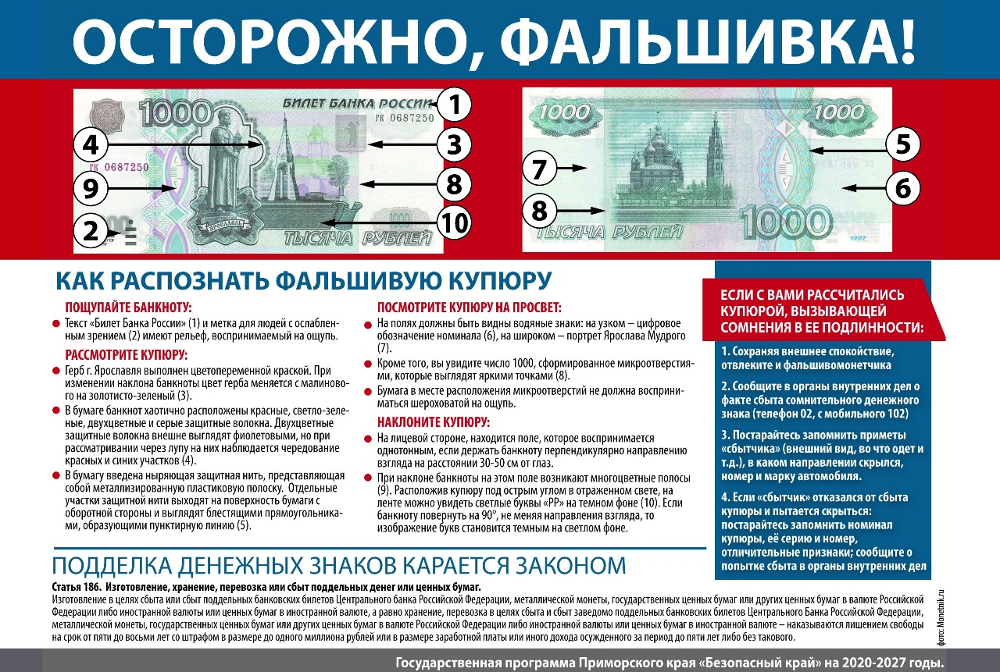 ОСТОРОЖНО, ФАЛЬШИВКА!
1000
БИЛЕТ БАНКА РОССИИ
гк 0687250
1
4
3
гк 0687250
9
8
2
10
1000
ЯРОСЛАВЛЬ
ТЫСЯЧА РУБЛЕЙ
1000
1000
5
7
6
8
ТЫСЯЧА РУБЛЕЙ
1000
1997
КАК РАСПОЗНАТЬ ФАЛЬШИВУЮ КУПЮРУ
ПОЩУПАЙТЕ БАНКНОТУ:
Текст «Билет Банка России» (1) и метка для людей с ослаблен-
ным зрением (2) имеют рельеф, воспринимаемый на ощупь.
РАССМОТРИТЕ КУПЮРУ:
Герб г. Ярославля выполнен цветопеременной краской. При
изменении наклона банкноты цвет герба меняется с малиново-
го на золотисто-зеленый (3).
В бумаге банкнот хаотично расположены красные, светло-зеле-
ные, двухцветные и серые защитные волокна. Двухцветные
защитные волокна внешне выглядят фиолетовыми, но при
рассматривании через лупу на них наблюдается чередование
красных и синих участков (4).
В бумагу введена ныряющая защитная нить, представляющая
собой металлизированную пластиковую полоску. Отдельные
участки защитной нити выходят на поверхность бумаги с
оборотной стороны и выглядят блестящими прямоугольника-
ми, образующими пунктирную линию (5).
ПОСМОТРИТЕ КУПЮРУ НА ПРОСВЕТ:
На полях должны быть видны водяные знаки: на узком – цифровое
обозначение номинала (6), на широком – портрет Ярослава Мудрого
(7).
Кроме того, вы увидите число 1000, сформированное микроотверстия-
ми, которые выглядят яркими точками (8).
Бумага в месте расположения микроотверстий не должна восприни-
маться шероховатой на ощупь.
НАКЛОНИТЕ КУПЮРУ:
На лицевой стороне, находится поле, которое воспринимается
однотонным, если держать банкноту перпендикулярно направлению
взгляда на расстоянии 30-50 см от глаз.
При наклоне банкноты на этом поле возникают многоцветные полосы
(9). Расположив купюру под острым углом в отраженном свете, на
ленте можно увидеть светлые буквы «РР» на темном фоне (10). Если
банкноту повернуть на 90°, не меняя направления взгляда, то
изображение букв становится темным на светлом фоне.
ЕСЛИ С ВАМИ РАССЧИТАЛИСЬ
КУПЮРОЙ, ВЫЗЫВАЮЩЕЙ
СОМНЕНИЯ В ЕЕ ПОДЛИННОСТИ:
1. Сохраняя внешнее спокойствие,
отвлеките и фальшивомонетчика
2. Сообщите в органы внутренних дел о
факте сбыта сомнительного денежного
знака (телефон 02, с мобильного 102)
3. Постарайтесь запомнить приметы
«сбытчика» (внешний вид, во что одет и
т.д.), в каком направлении скрылся,
номер и марку автомобиля.
4. Если «сбытчик» отказался от сбыта
купюры и пытается скрыться:
постарайтесь запомнить номинал
купюры, её серию и номер,
отличительные признаки; сообщите о
попытке сбыта в органы внутренних дел
ПОДДЕЛКА ДЕНЕЖНЫХ ЗНАКОВ КАРАЕТСЯ ЗАКОНОМ
Статья 186. Изготовление, хранение, перевозка или сбыт поддельных денег или ценных бумаг.
Изготовление в целях сбыта или сбыт поддельных банковских билетов Центрального банка Российской Федерации, металлической монеты, государственных ценных бумаг или других ценных бумаг в валюте Российской
Федерации либо иностранной валюты или ценных бумаг в иностранной валюте, а равно хранение, перевозка в целях сбыта и сбыт заведомо поддельных банковских билетов Центрального Банка Российской Федерации,
металлической монеты, государственных ценных бумаг или других ценных бумаг в валюте Российской Федерации либо иностранной валюты или ценных бумаг в иностранной валюте – наказываются лишением свободы
на срок от пяти до восьми лет со штрафом в размере до одного миллиона рублей или в размере заработной платы или иного дохода осужденного за период до пяти лет либо без такового.
фото: Monetnik.ru
Государственная программа Приморского края «Безопасный край» на 2020-2027 годы.